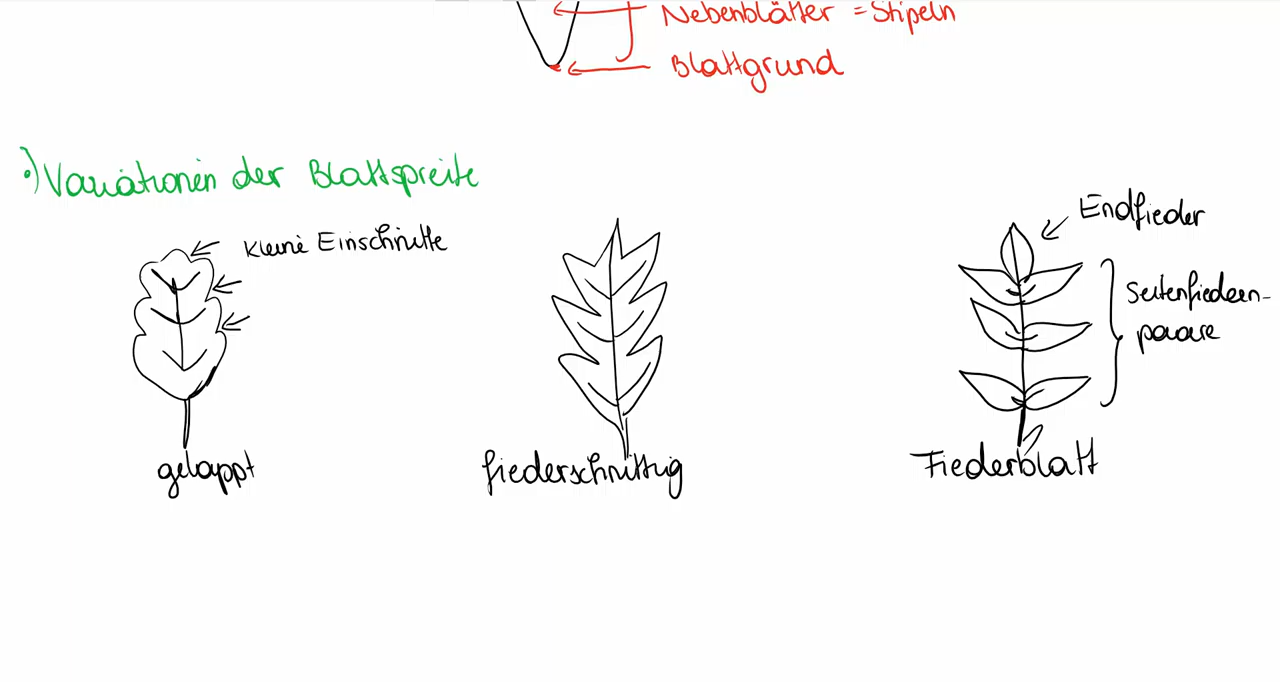 Nebenblätter = Stipeln
Blattgrund
•) Variationen der Blattspreite
Kleine Einschnitte
Endfieder
Seitenfiedern-
paare
gelappt
fiederschnittig
Fiederblatt